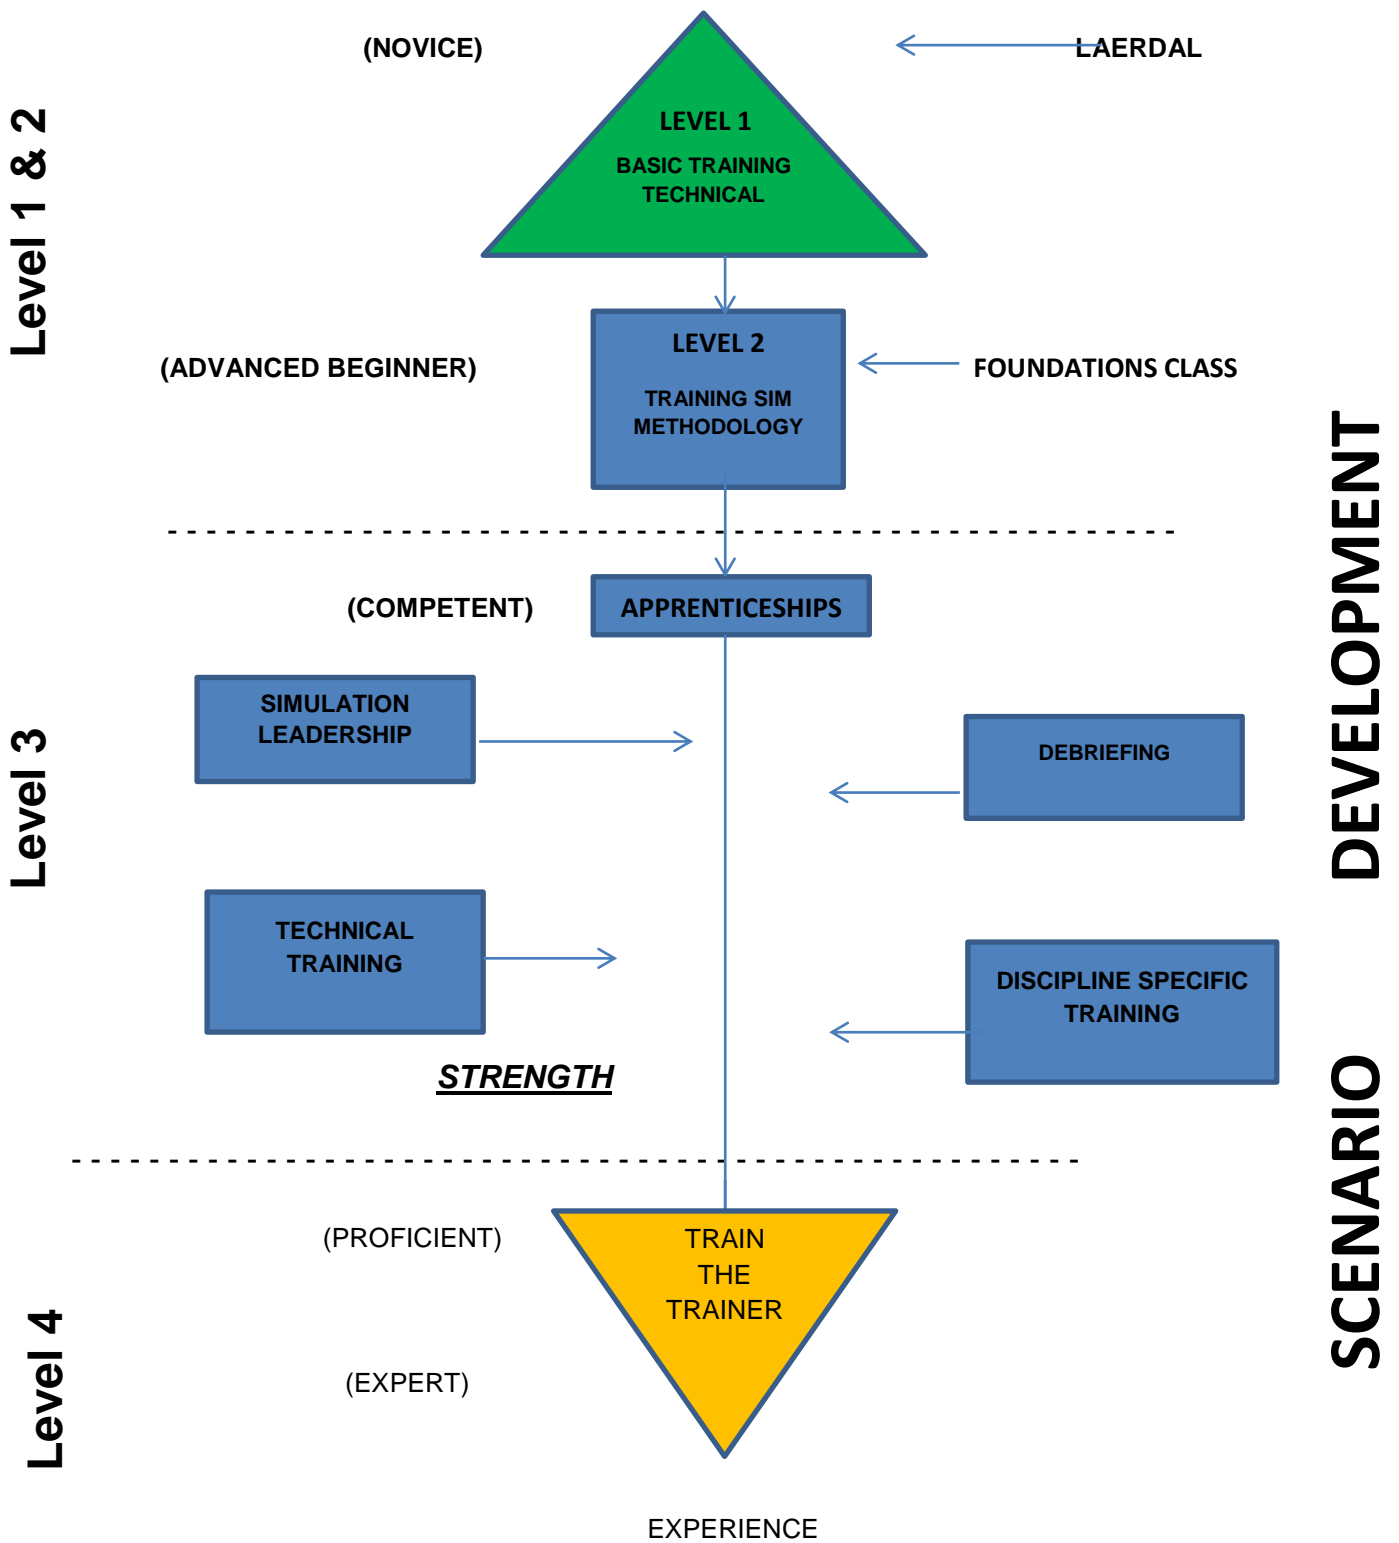 (NOVICE)
LAERDAL
LEVEL 1
BASIC TRAINING
TECHNICAL
Level 1 & 2
LEVEL 2
(ADVANCED BEGINNER)
FOUNDATIONS CLASS
TRAINING SIM
METHODOLOGY
(COMPETENT)
APPRENTICESHIPS
SIMULATION
LEADERSHIP
DEBRIEFING
Level 3
TECHNICAL
TRAINING
DISCIPLINE SPECIFIC
TRAINING
STRENGTH
SCENARIO DEVELOPMENT
(PROFICIENT)
TRAIN
THE
TRAINER
(EXPERT)
Level 4
EXPERIENCE